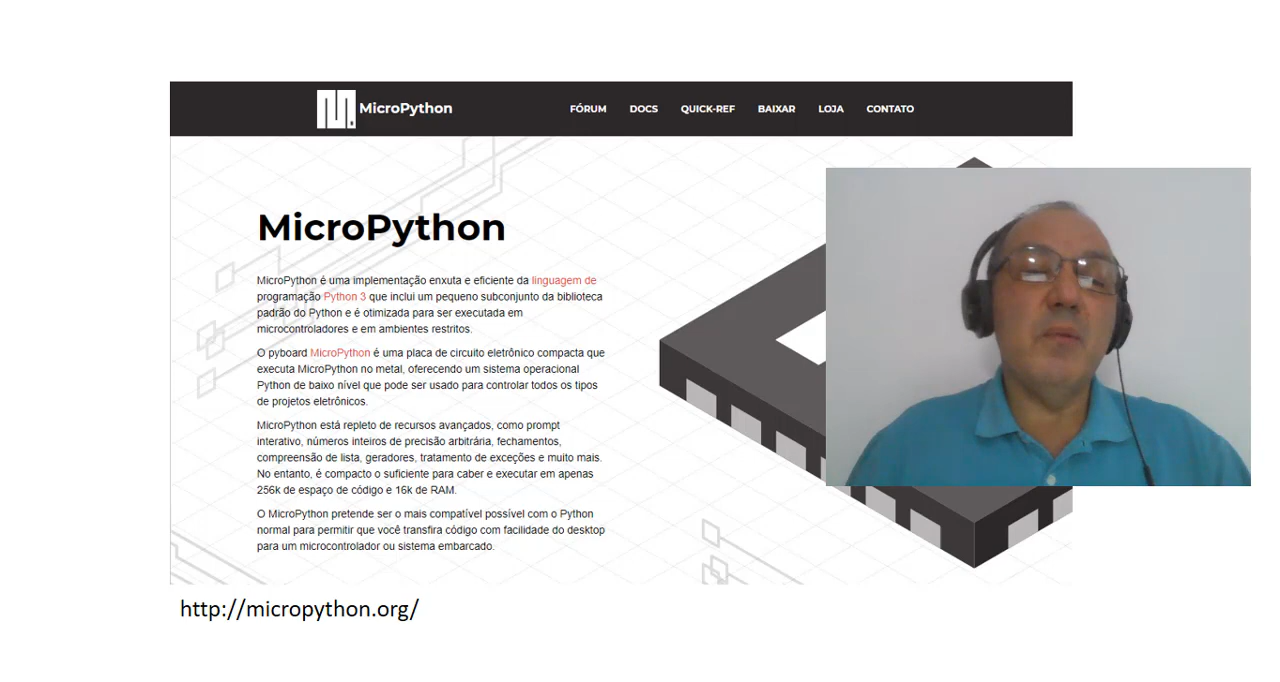 MicroPython
FÓRUM DOCS QUICK-REF BAIXAR LOJA CONTATO
MicroPython
MicroPython é uma implementação enxuta e eficiente da linguagem de
programação Python 3 que inclui um pequeno subconjunto da biblioteca
padrão do Python e é otimizada para ser executada em
microcontroladores e em ambientes restritos.
O pyboard MicroPython é uma placa de circuito eletrônico compacta que
executa MicroPython no metal, oferecendo um sistema operacional
Python de baixo nível que pode ser usado para controlar todos os tipos
de projetos eletrônicos.
MicroPython está repleto de recursos avançados, como prompt
interativo, números inteiros de precisão arbitrária, fechamentos,
compreensão de lista, geradores, tratamento de exceções e muito mais.
No entanto, é compacto o suficiente para caber e executar em apenas
256k de espaço de código e 16k de RAM.
O MicroPython pretende ser o mais compatível possível com o Python
normal para permitir que você transfira código com facilidade do desktop
para um microcontrolador ou sistema embarcado.
http://micropython.org/